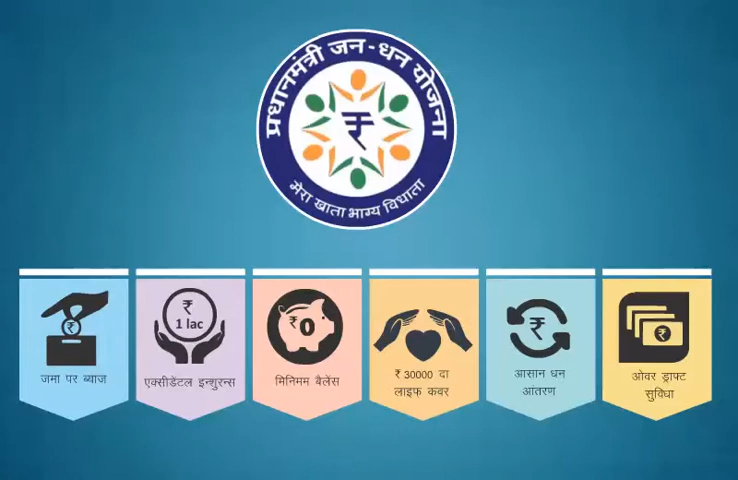 प्रधानमंत्री जन-धन योजना
₹
मेरा खाता भाग्य विधाता
₹
जमा पर ब्याज
₹
1 lac
एक्सीडेंटल इन्शुरन्स
₹0
मिनिमम बैलेंस
₹ 30000 दा
लाइफ कवर
₹
आसान धन
आंतरण
₹
ओवर ड्राफ्ट
सुविधा